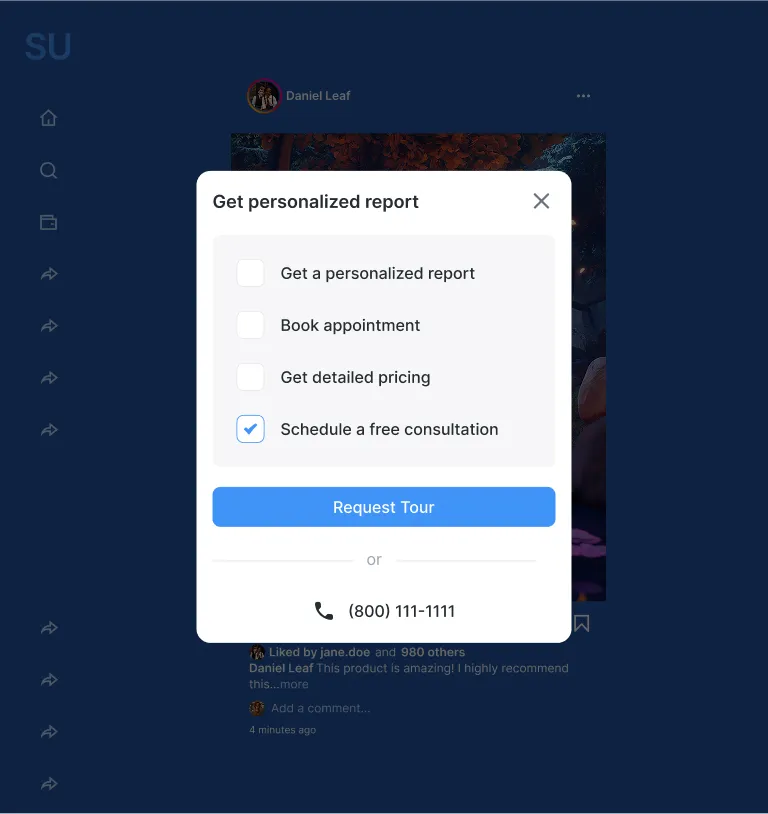 SU
Daniel Leaf
Get personalized report
Get a personalized report
Book appointment
Get detailed pricing
Schedule a free consultation
Request Tour
or
(800) 111-1111
Liked by jane.doe and 980 others
Daniel Leaf This product is amazing! I highly recommend
this...more
Add a comment...
4 minutes ago